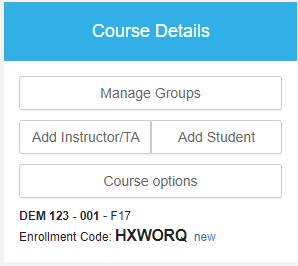 Course Details
Manage Groups
Add Instructor/TA Add Student
Course options
DEM 123 - 001 - F17
Enrollment Code: HXWORQ new